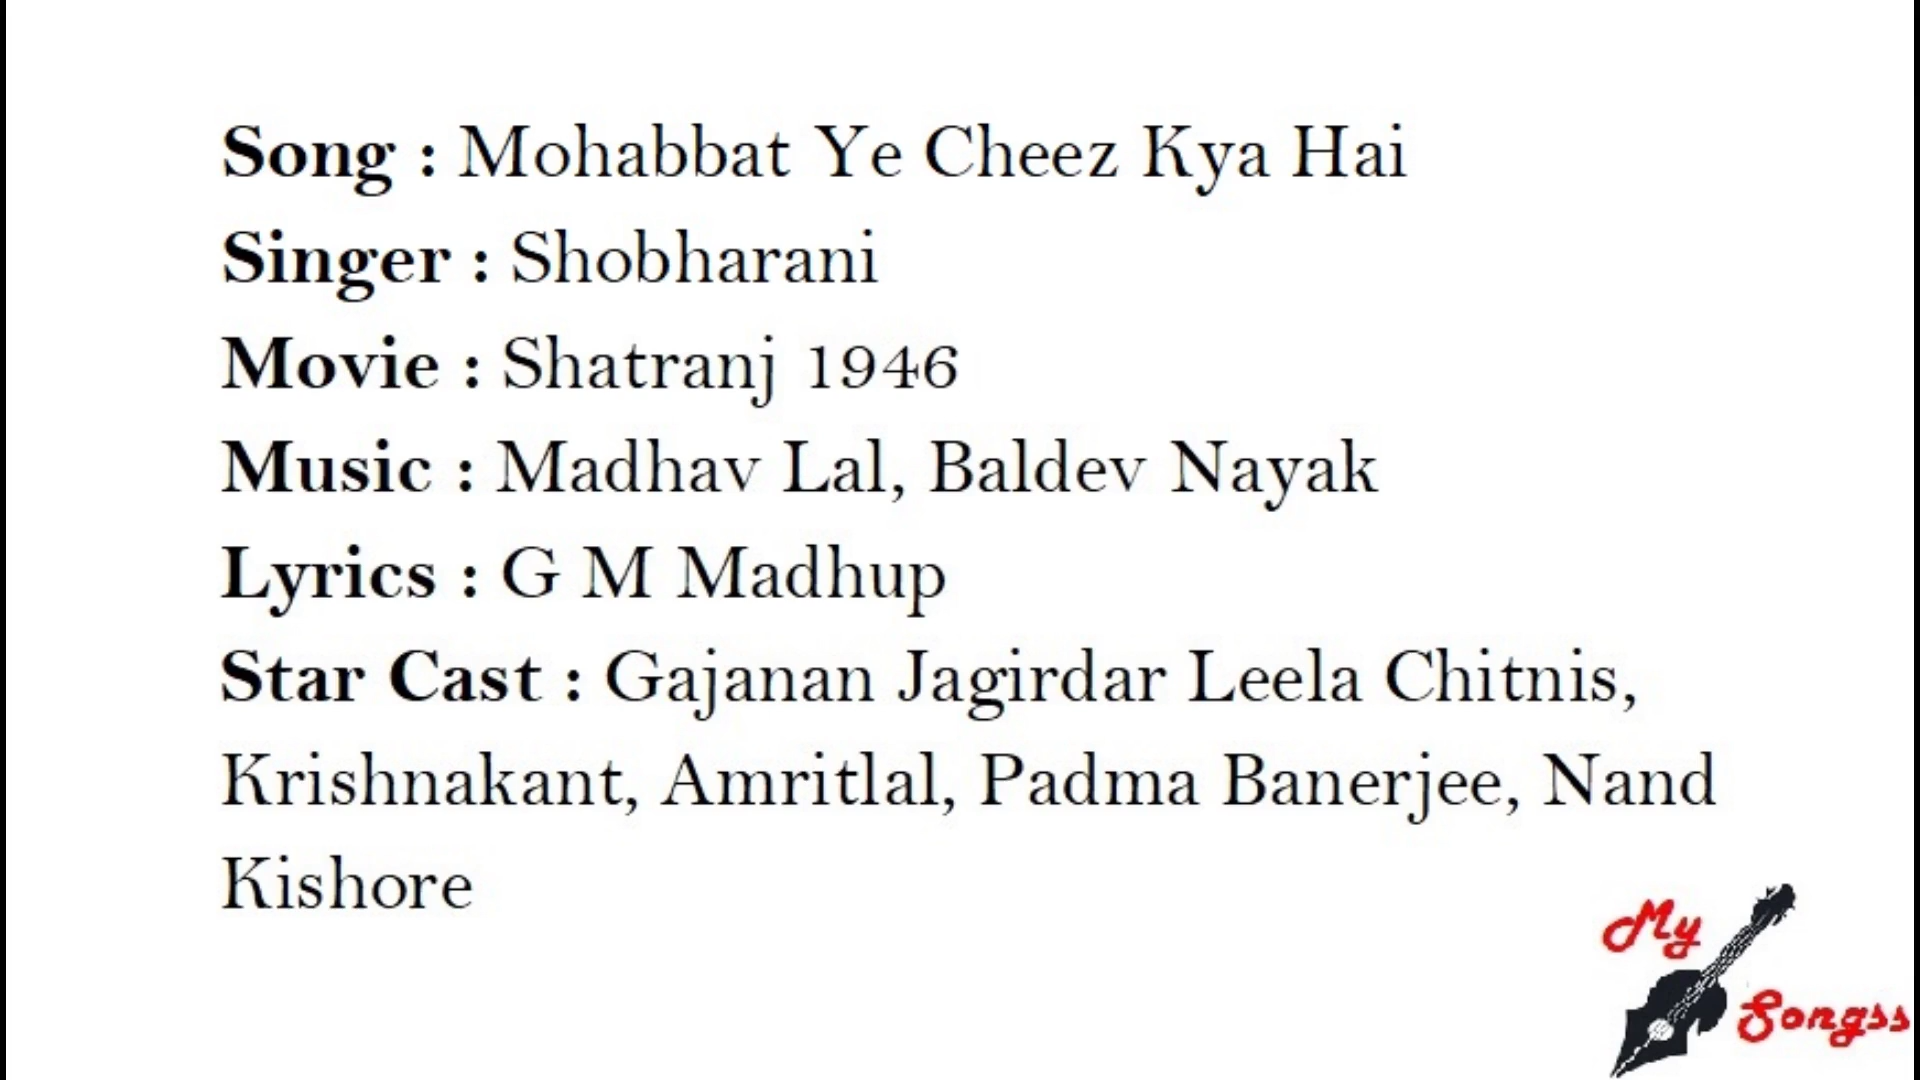 Song : Mohabbat Ye Cheez Kya Hai
Singer : Shobharani
Movie : Shatranj 1946
Music : Madhav Lal, Baldev Nayak
Lyrics : G M Madhup
Star Cast : Gajanan Jagirdar Leela Chitnis,
Krishnakant, Amritlal, Padma Banerjee, Nand
Kishore
My
Songss